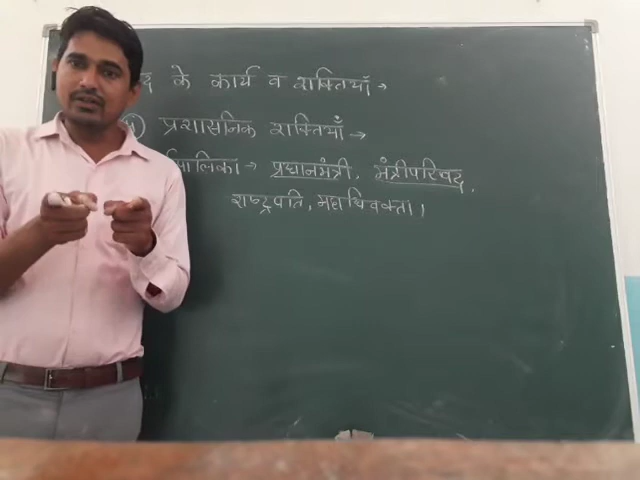 के कार्य व शक्तियाँ →
प्रशासनिक शक्तियाँ →
पालिका → प्रधानमंत्री, मंत्रीपरिषद,
राष्ट्रपति, महाधिवक्ता।